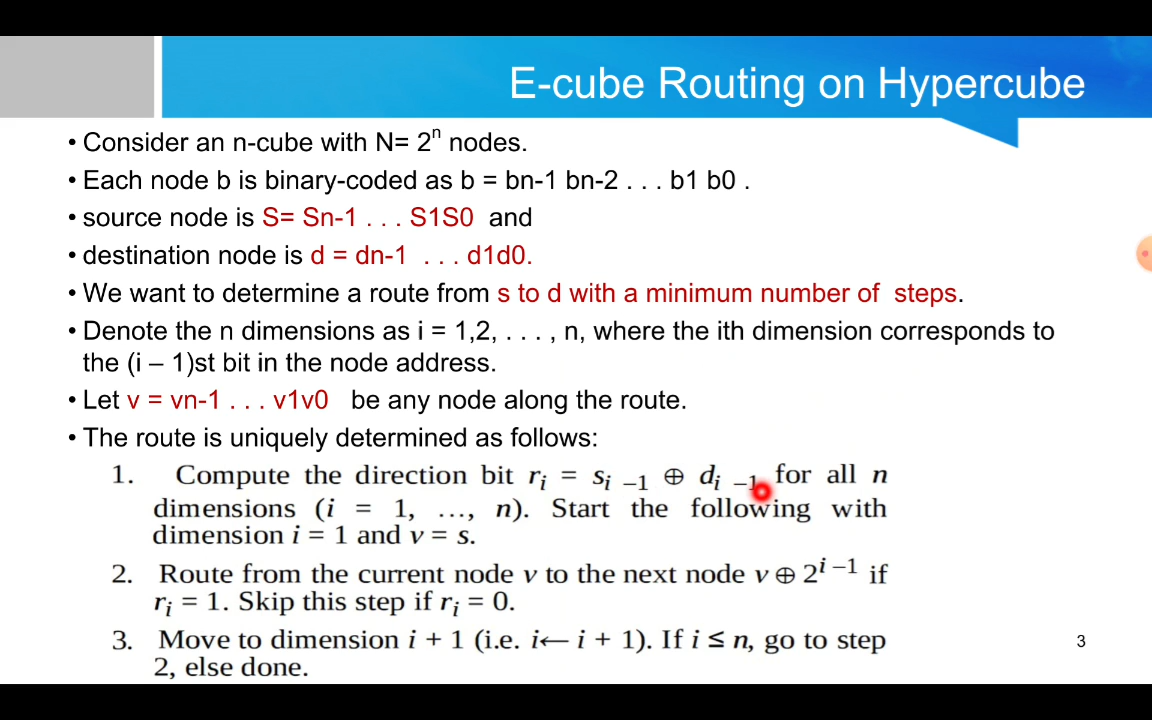 E-cube Routing on Hypercube
• Consider an n-cube with N= 2ⁿ nodes.
• Each node b is binary-coded as b = bn-1 bn-2 . . . b1 b0 .
• source node is S= Sn-1 . . . S1S0 and
• destination node is d = dn-1 . . . d1d0.
• We want to determine a route from s to d with a minimum number of steps.
• Denote the n dimensions as i = 1,2, . . . , n, where the ith dimension corresponds to
the (i – 1)st bit in the node address.
• Let v = vn-1 . . . v1v0 be any node along the route.
• The route is uniquely determined as follows:
1. Compute the direction bit rᵢ = sᵢ ₋₁ ⊕ dᵢ ₋₁ for all n
dimensions (i = 1, ..., n). Start the following with
dimension i = 1 and v = s.
2. Route from the current node v to the next node v ⊕ 2ⁱ ⁻¹ if
rᵢ = 1. Skip this step if rᵢ = 0.
3. Move to dimension i + 1 (i.e. i← i + 1). If i ≤ n, go to step
2, else done.
3